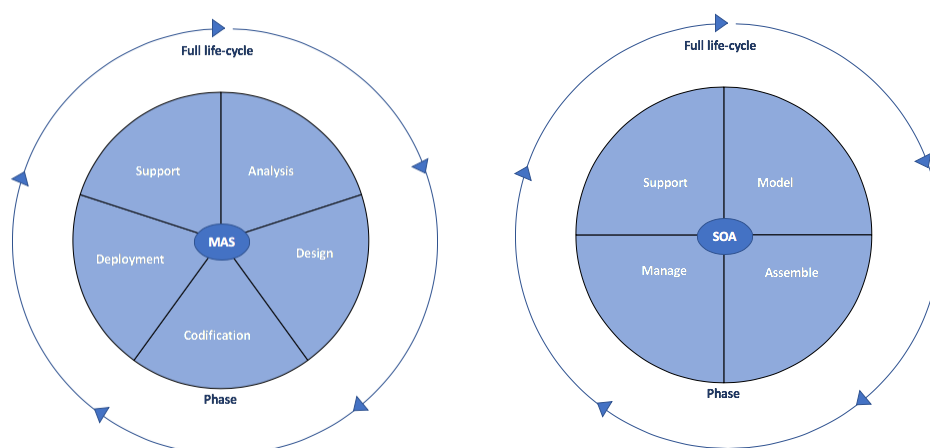 Full life-cycle
Support
Analysis
MAS
Deployment
Design
Codification
Phase
Full life-cycle
Support
Model
SOA
Manage
Assemble
Phase